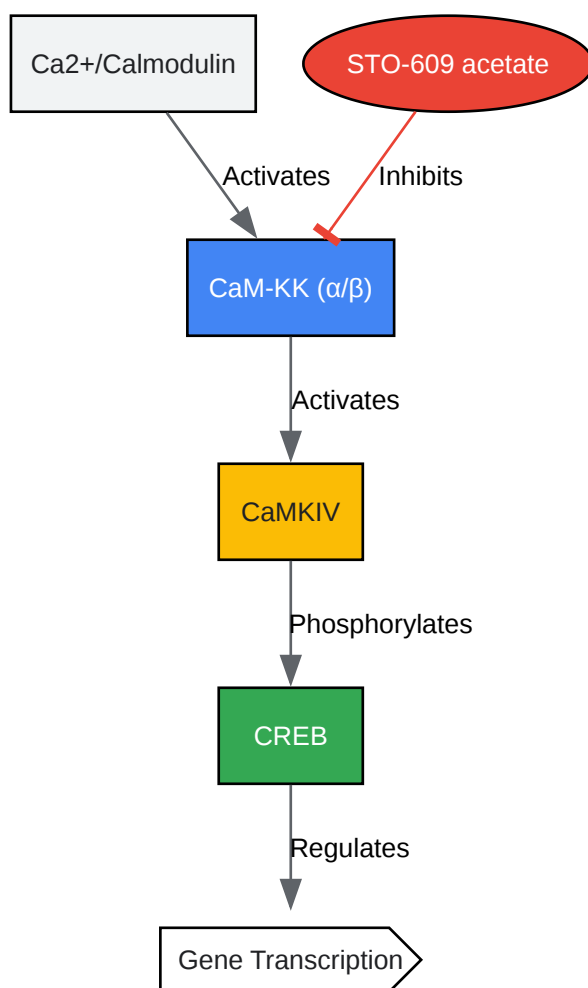 Ca2+/Calmodulin
STO-609 acetate
Activates
Inhibits
CaM-KK (α/β)
Activates
CaMKIV
Phosphorylates
CREB
Regulates
Gene Transcription